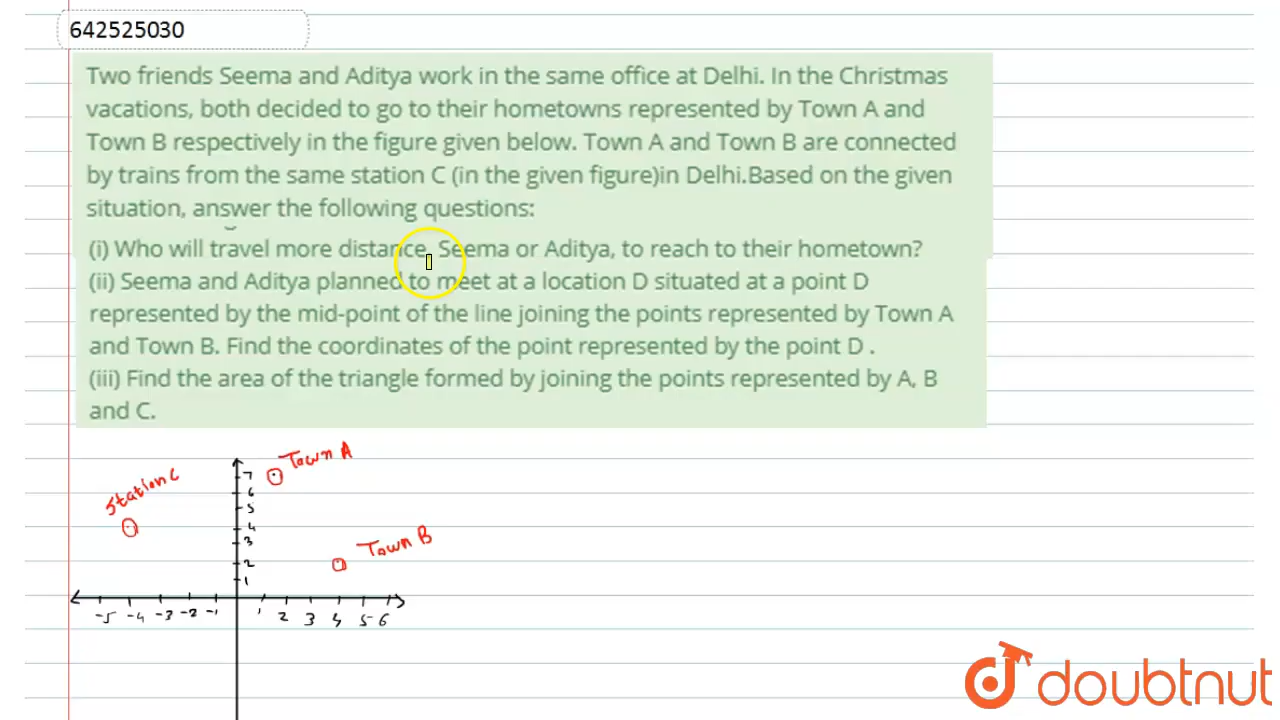 642525030
Two friends Seema and Aditya work in the same office at Delhi. In the Christmas
vacations, both decided to go to their hometowns represented by Town A and
Town B respectively in the figure given below. Town A and Town B are connected
by trains from the same station C (in the given figure)in Delhi.Based on the given
situation, answer the following questions:
(i) Who will travel more distance, Seema or Aditya, to reach to their hometown?
(ii) Seema and Aditya planned to meet at a location D situated at a point D
represented by the mid-point of the line joining the points represented by Town A
and Town B. Find the coordinates of the point represented by the point D .
(iii) Find the area of the triangle formed by joining the points represented by A, B
and C.
Town A
Station C
7
6
5
4
3
2
1
Town B
-5 -4 -3 -2 -1 1 2 3 4 5 6
doubtnut